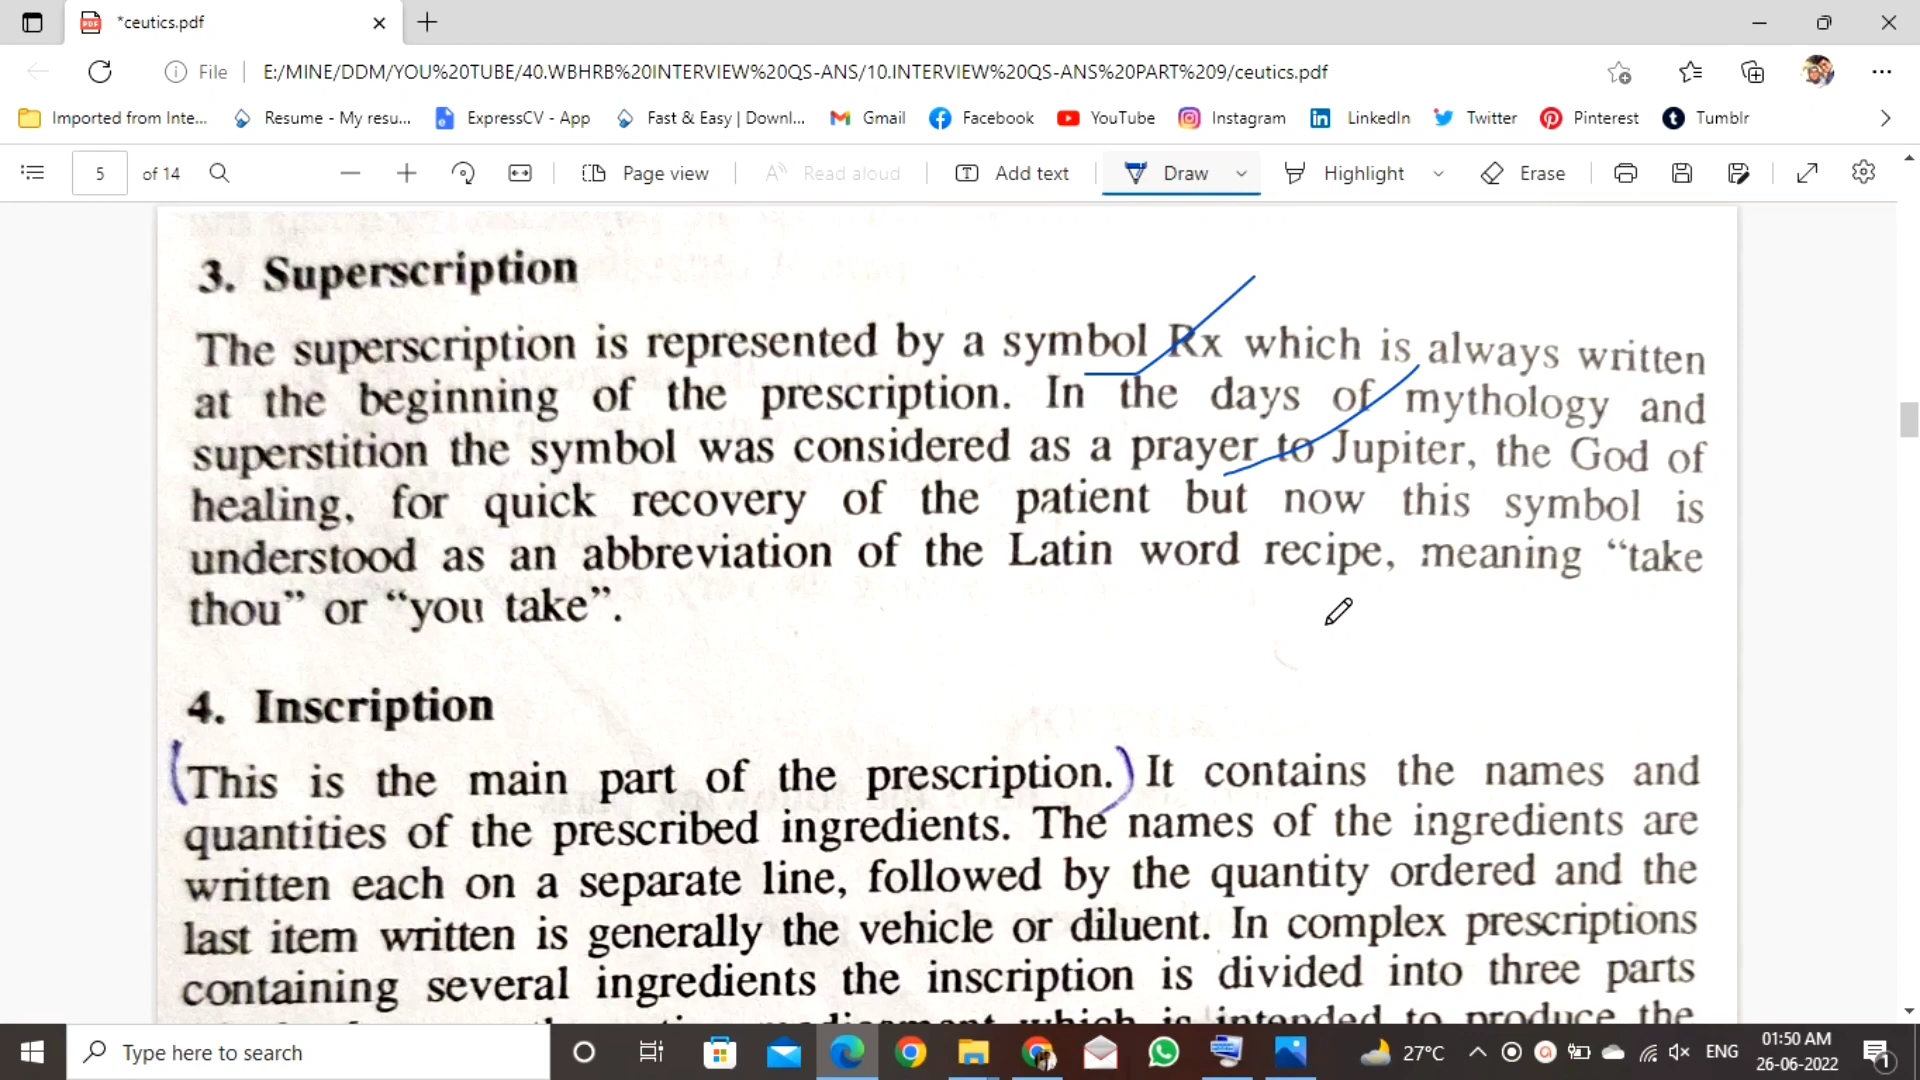 *ceutics.pdf
File
E:/MINE/DDM/YOU%20TUBE/40.WBHRB%20INTERVIEW%20QS-ANS/10.INTERVIEW%20QS-ANS%20PART%209/ceutics.pdf
Imported from Inte... Resume - My resu... ExpressCV - App Fast & Easy | Downl... Gmail Facebook YouTube Instagram LinkedIn Twitter Pinterest Tumblr
5 of 14 Page view Read aloud Add text Draw Highlight Erase
3. Superscription
The superscription is represented by a symbol Rx which is always written
at the beginning of the prescription. In the days of mythology and
superstition the symbol was considered as a prayer to Jupiter, the God of
healing, for quick recovery of the patient but now this symbol is
understood as an abbreviation of the Latin word recipe, meaning “take
thou” or “you take”.
4. Inscription
(This is the main part of the prescription.) It contains the names and
quantities of the prescribed ingredients. The names of the ingredients are
written each on a separate line, followed by the quantity ordered and the
last item written is generally the vehicle or diluent. In complex prescriptions
containing several ingredients the inscription is divided into three parts
which is intended to produce the
Type here to search
27°C ENG
01:50 AM
26-06-2022
1